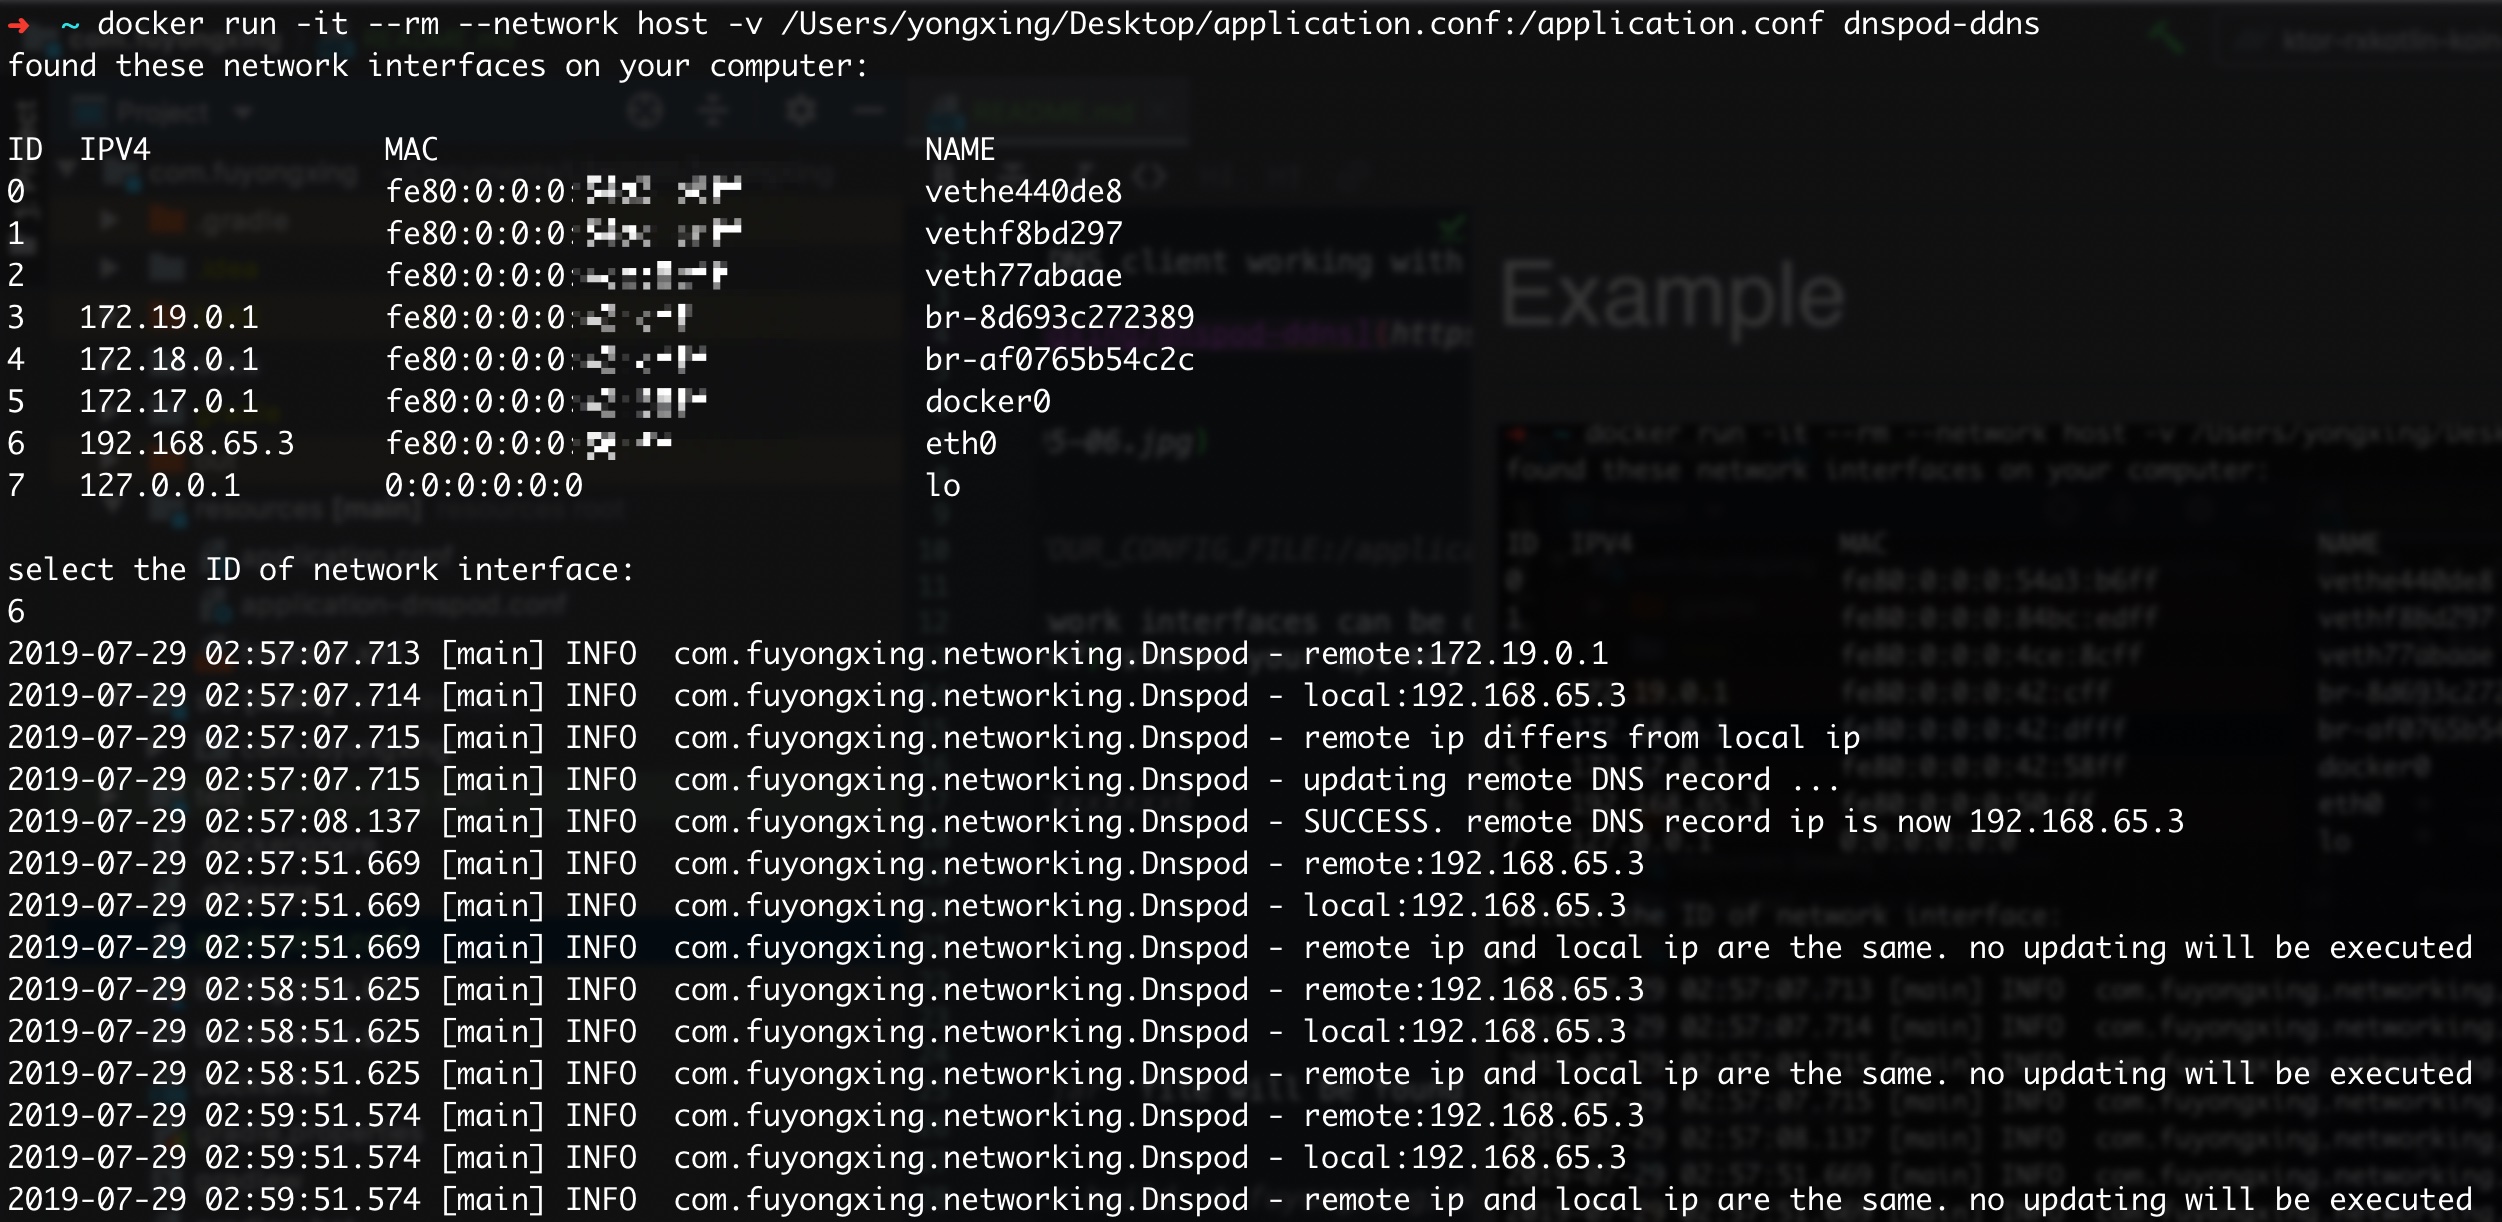 ➜ ~ docker run -it --rm --network host -v /Users/yongxing/Desktop/application.conf:/application.conf dnspod-ddns
found these network interfaces on your computer:
ID IPV4 MAC NAME
0 fe80:0:0:0: vethe440de8
1 fe80:0:0:0: vethf8bd297
2 fe80:0:0:0: veth77abaae
3 172.19.0.1 fe80:0:0:0: br-8d693c272389
4 172.18.0.1 fe80:0:0:0: br-af0765b54c2c
5 172.17.0.1 fe80:0:0:0: docker0
6 192.168.65.3 fe80:0:0:0: eth0
7 127.0.0.1 0:0:0:0:0:0 lo
select the ID of network interface:
6
2019-07-29 02:57:07.713 [main] INFO com.fuyongxing.networking.Dnspod - remote:172.19.0.1
2019-07-29 02:57:07.714 [main] INFO com.fuyongxing.networking.Dnspod - local:192.168.65.3
2019-07-29 02:57:07.715 [main] INFO com.fuyongxing.networking.Dnspod - remote ip differs from local ip
2019-07-29 02:57:07.715 [main] INFO com.fuyongxing.networking.Dnspod - updating remote DNS record ...
2019-07-29 02:57:08.137 [main] INFO com.fuyongxing.networking.Dnspod - SUCCESS. remote DNS record ip is now 192.168.65.3
2019-07-29 02:57:51.669 [main] INFO com.fuyongxing.networking.Dnspod - remote:192.168.65.3
2019-07-29 02:57:51.669 [main] INFO com.fuyongxing.networking.Dnspod - local:192.168.65.3
2019-07-29 02:57:51.669 [main] INFO com.fuyongxing.networking.Dnspod - remote ip and local ip are the same. no updating will be executed
2019-07-29 02:58:51.625 [main] INFO com.fuyongxing.networking.Dnspod - remote:192.168.65.3
2019-07-29 02:58:51.625 [main] INFO com.fuyongxing.networking.Dnspod - local:192.168.65.3
2019-07-29 02:58:51.625 [main] INFO com.fuyongxing.networking.Dnspod - remote ip and local ip are the same. no updating will be executed
2019-07-29 02:59:51.574 [main] INFO com.fuyongxing.networking.Dnspod - remote:192.168.65.3
2019-07-29 02:59:51.574 [main] INFO com.fuyongxing.networking.Dnspod - local:192.168.65.3
2019-07-29 02:59:51.574 [main] INFO com.fuyongxing.networking.Dnspod - remote ip and local ip are the same. no updating will be executed
Example